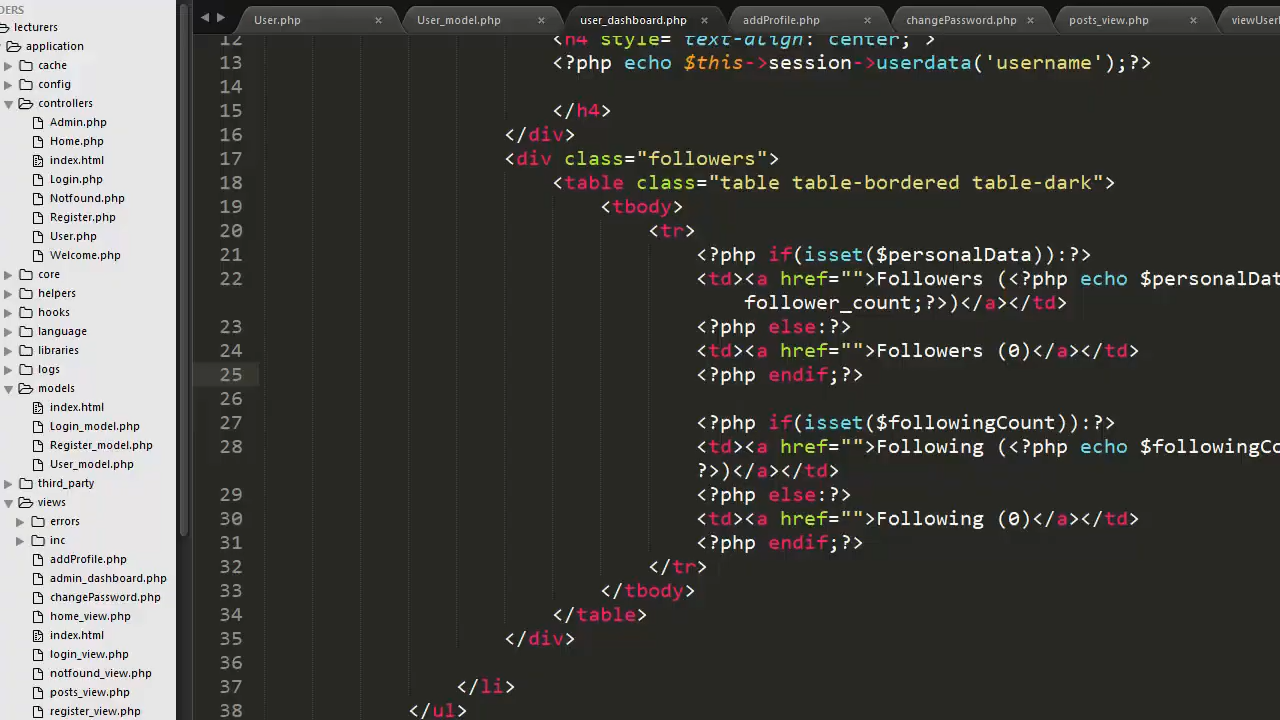 DERS
lecturers
application
cache
config
controllers
Admin.php
Home.php
index.html
Login.php
Notfound.php
Register.php
User.php
Welcome.php
core
helpers
hooks
language
libraries
logs
models
index.html
Login_model.php
Register_model.php
User_model.php
third_party
views
errors
inc
addProfile.php
admin_dashboard.php
changePassword.php
home_view.php
index.html
login_view.php
notfound_view.php
posts_view.php
register_view.php
User.php × User_model.php × user_dashboard.php × addProfile.php × changePassword.php × posts_view.php × viewUser
12 <h4 style= text-align: center; >
13 <?php echo $this->session->userdata('username');?>
14
15 </h4>
16 </div>
17 <div class="followers">
18 <table class="table table-bordered table-dark">
19 <tbody>
20 <tr>
21 <?php if(isset($personalData)):?>
22 <td><a href="">Followers (<?php echo $personalDat
follower_count;?>)</a></td>
23 <?php else:?>
24 <td><a href="">Followers (0)</a></td>
25 <?php endif;?>
26
27 <?php if(isset($followingCount)):?>
28 <td><a href="">Following (<?php echo $followingCo
?>)</a></td>
29 <?php else:?>
30 <td><a href="">Following (0)</a></td>
31 <?php endif;?>
32 </tr>
33 </tbody>
34 </table>
35 </div>
36
37 </li>
38 </ul>